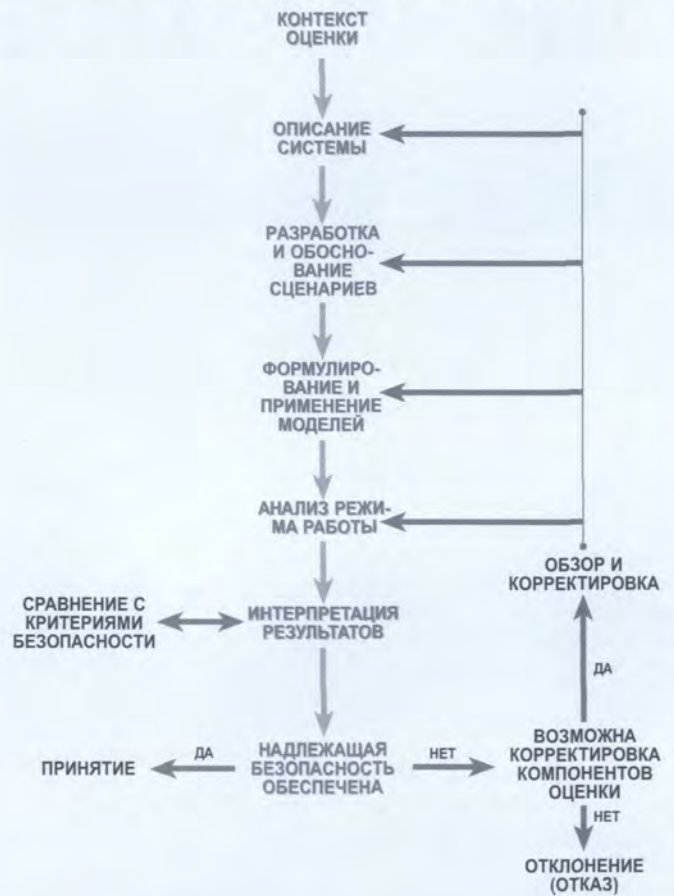 КОНТЕКСТ
ОЦЕНКИ
ОПИСАНИЕ
СИСТЕМЫ
РАЗРАБОТКА
И ОБОСНО-
ВАНИЕ
СЦЕНАРИЕВ
ФОРМУЛИРО-
ВАНИЕ И
ПРИМЕНЕНИЕ
МОДЕЛЕЙ
АНАЛИЗ РЕЖИ-
МА РАБОТЫ
ОБЗОР И
КОРРЕКТИРОВКА
СРАВНЕНИЕ С
КРИТЕРИЯМИ
БЕЗОПАСНОСТИ
ИНТЕРПРЕТАЦИЯ
РЕЗУЛЬТАТОВ
ДА
ПРИНЯТИЕ
ДА
НАДЛЕЖАЩАЯ
БЕЗОПАСНОСТЬ
ОБЕСПЕЧЕНА
НЕТ
ВОЗМОЖНА
КОРРЕКТИРОВКА
КОМПОНЕНТОВ
ОЦЕНКИ
НЕТ
ОТКЛОНЕНИЕ
(ОТКАЗ)